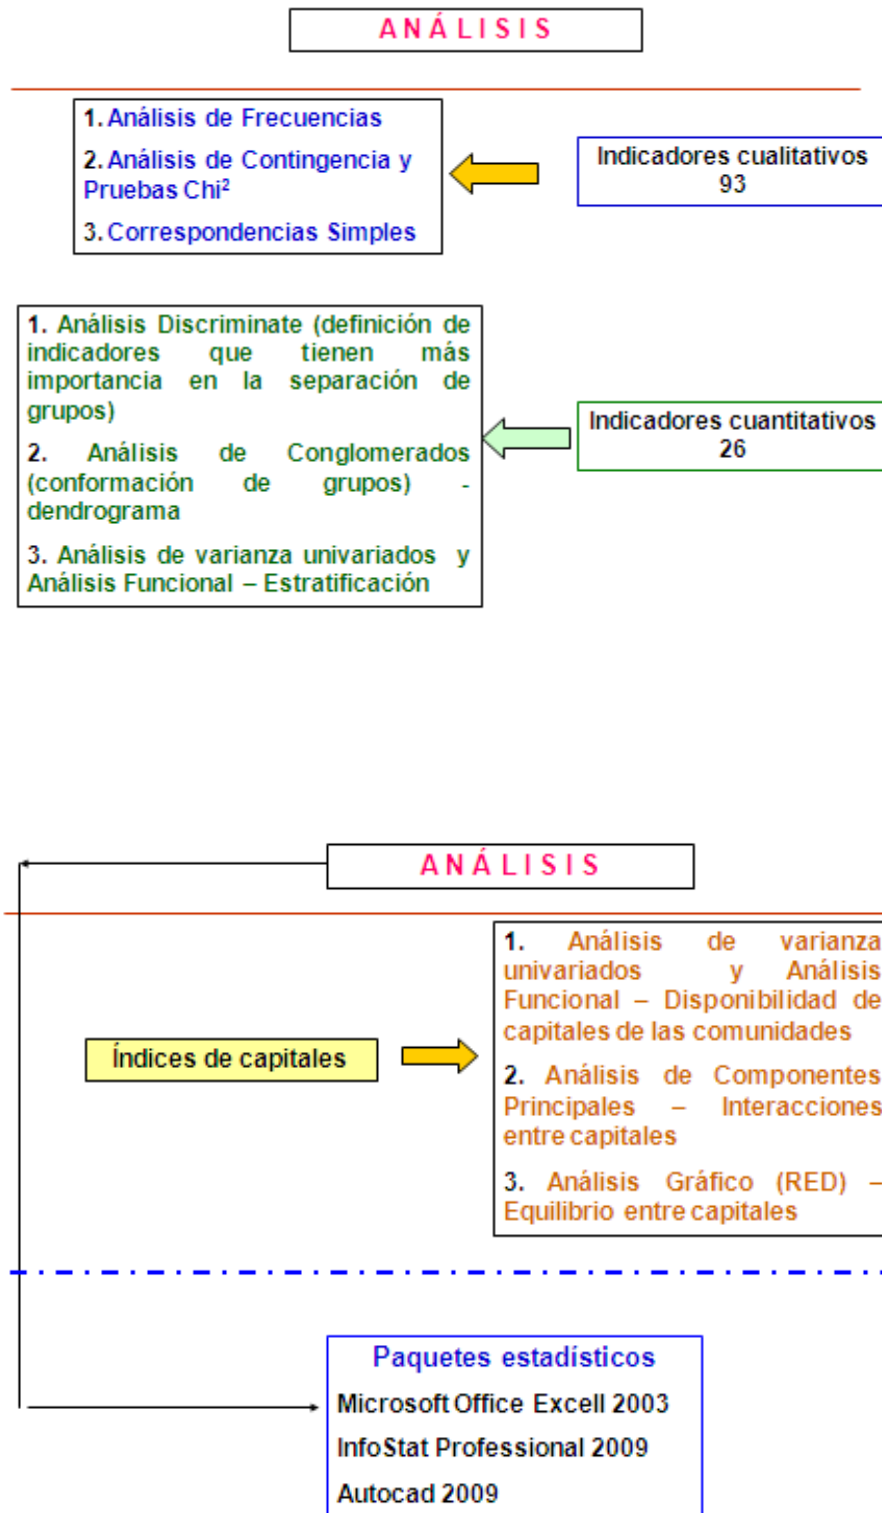 ANÁLISIS
1. Análisis de Frecuencias
2. Análisis de Contingencia y
Pruebas Chi²
3. Correspondencias Simples
Indicadores cualitativos
93
1. Análisis Discriminate (definición de
indicadores que tienen más
importancia en la separación de
grupos)
2. Análisis de Conglomerados
(conformación de grupos) -
dendrograma
3. Análisis de varianza univariados y
Análisis Funcional – Estratificación
Indicadores cuantitativos
26
ANÁLISIS
Índices de capitales
1. Análisis de varianza
univariados y Análisis
Funcional – Disponibilidad de
capitales de las comunidades
2. Análisis de Componentes
Principales – Interacciones
entre capitales
3. Análisis Gráfico (RED) –
Equilibrio entre capitales
Paquetes estadísticos
Microsoft Office Excell 2003
InfoStat Professional 2009
Autocad 2009